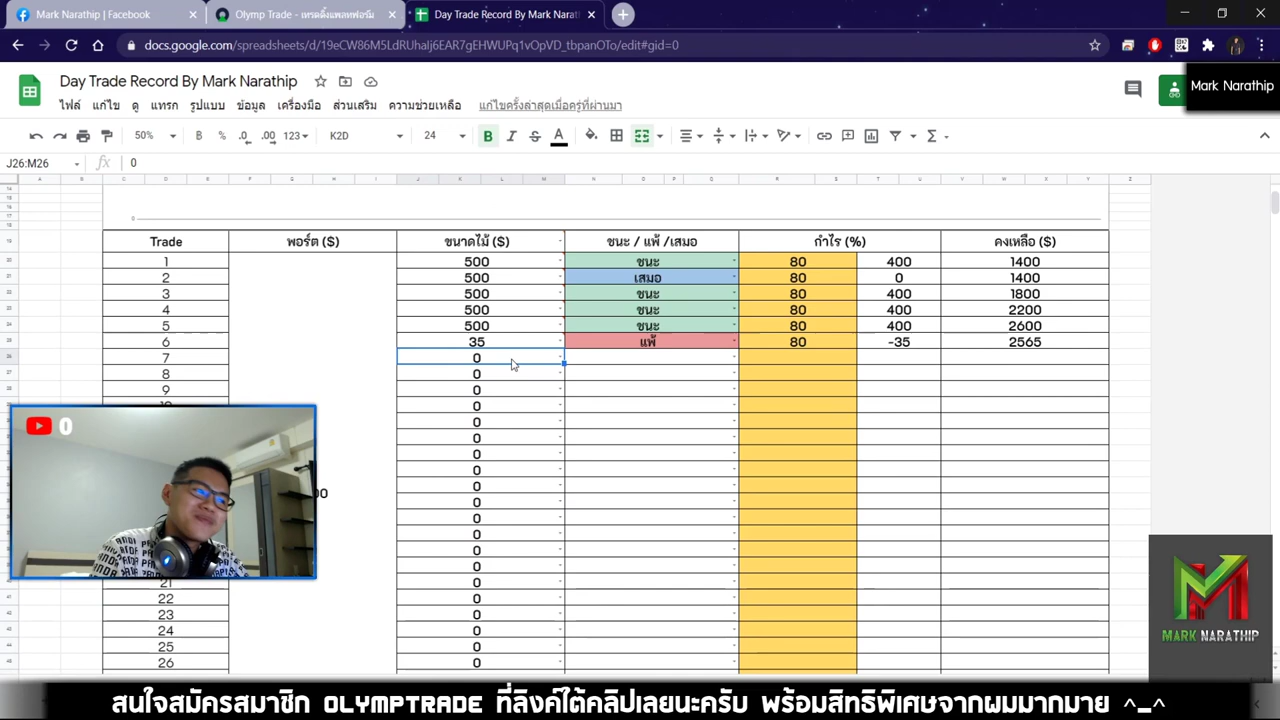 Mark Narathip | Facebook
Olymp Trade - เทรดดิ้งแพลทฟอร์ม
Day Trade Record By Mark Narat
docs.google.com/spreadsheets/d/19eCW86M5LdRUhaIj6EAR7gEHWUPq1vOpVD_tbpanOTo/edit#gid=0
Day Trade Record By Mark Narathip
Mark Narathip
ไฟล์ แก้ไข ดู แทรก รูปแบบ ข้อมูล เครื่องมือ ส่วนเสริม ความช่วยเหลือ แก้ไขครั้งล่าสุดเมื่อครู่ที่ผ่านมา
50% ฿ % .0 .00 123 K2D 24 B I S A
J26:M26 fx 0
Trade พอร์ต ($) ขนาดไม้ ($) ชนะ / แพ้ /เสมอ กำไร (%) คงเหลือ ($)
1 500 ชนะ 80 400 1400
2 500 เสมอ 80 0 1400
3 500 ชนะ 80 400 1800
4 500 ชนะ 80 400 2200
5 500 ชนะ 80 400 2600
6 35 แพ้ 80 -35 2565
7 0
8 0
9 0
0
0
0
0
0
0
0
0
0
0
0
21 0
22 0
23 0
24 0
25 0
26 0
0
MARK NARATHIP
สนใจสมัครสมาชิก OLYMPTRADE ที่ลิงค์ใต้คลิปเลยนะครับ พร้อมสิทธิพิเศษจากผมมากมาย ^_^